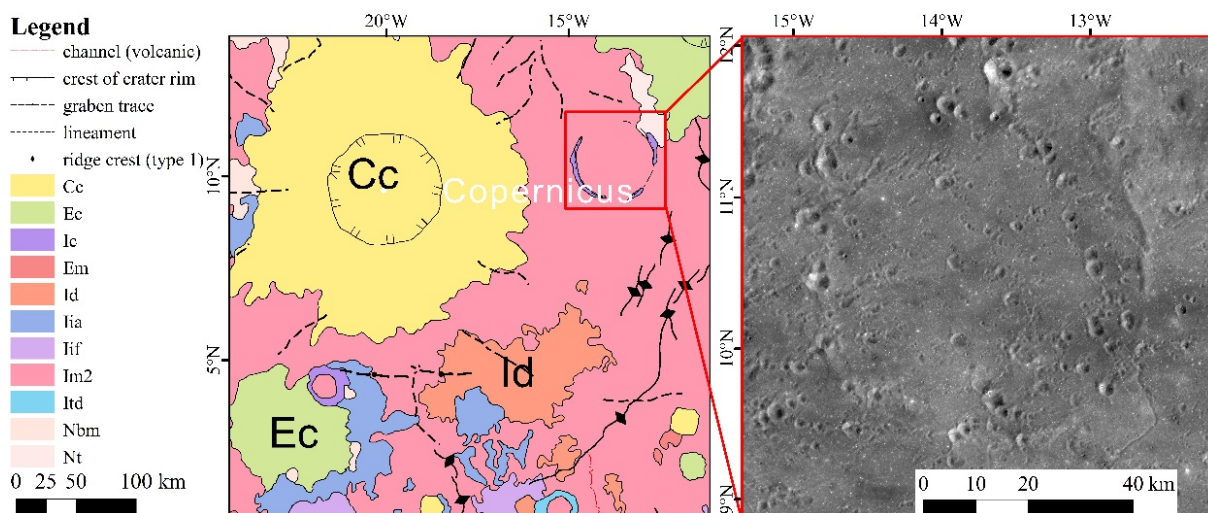 Legend
channel (volcanic)
crest of crater rim
graben trace
lineament
ridge crest (type 1)
Cc
Ec
Ic
Em
Id
Iia
Iif
Im2
Itd
Nbm
Nt
0 25 50 100 km
20°W 15°W
10°N
5°N
Cc
Copernicus
Id
Ec
15°W 14°W 13°W
12°N
11°N
10°N
9°N
0 10 20 40 km